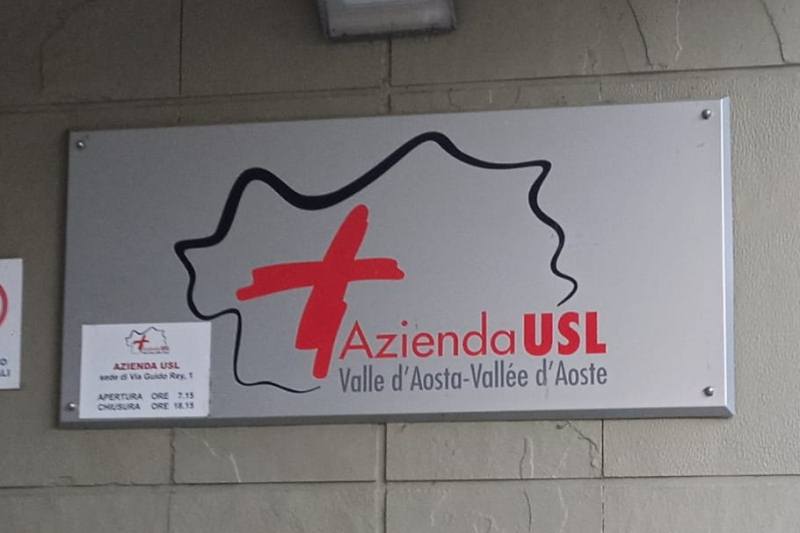 Azienda USL
Valle d'Aosta-Vallée d'Aoste
AZIENDA USL
sede di Via Guido Rey, 1
APERTURA ORE 7.15
CHIUSURA ORE 18.15